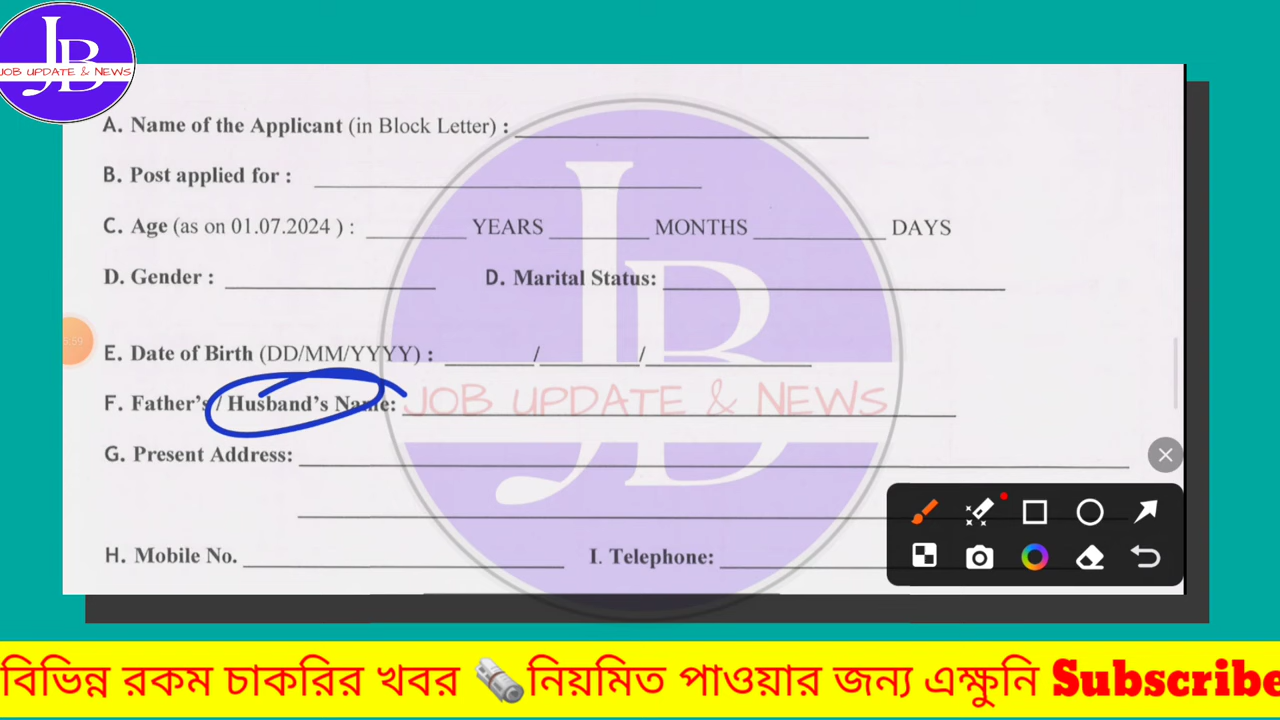 JB
JOB UPDATE & NEWS
A. Name of the Applicant (in Block Letter) :
B. Post applied for :
C. Age (as on 01.07.2024 ) : YEARS MONTHS DAYS
D. Gender : D. Marital Status:
E. Date of Birth (DD/MM/YYYY) : / /
F. Father's / Husband's Name:
JOB UPDATE & NEWS
G. Present Address:
H. Mobile No. I. Telephone:
বিভিন্ন রকম চাকরির খবর নিয়মিত পাওয়ার জন্য এক্ষুনি Subscribe